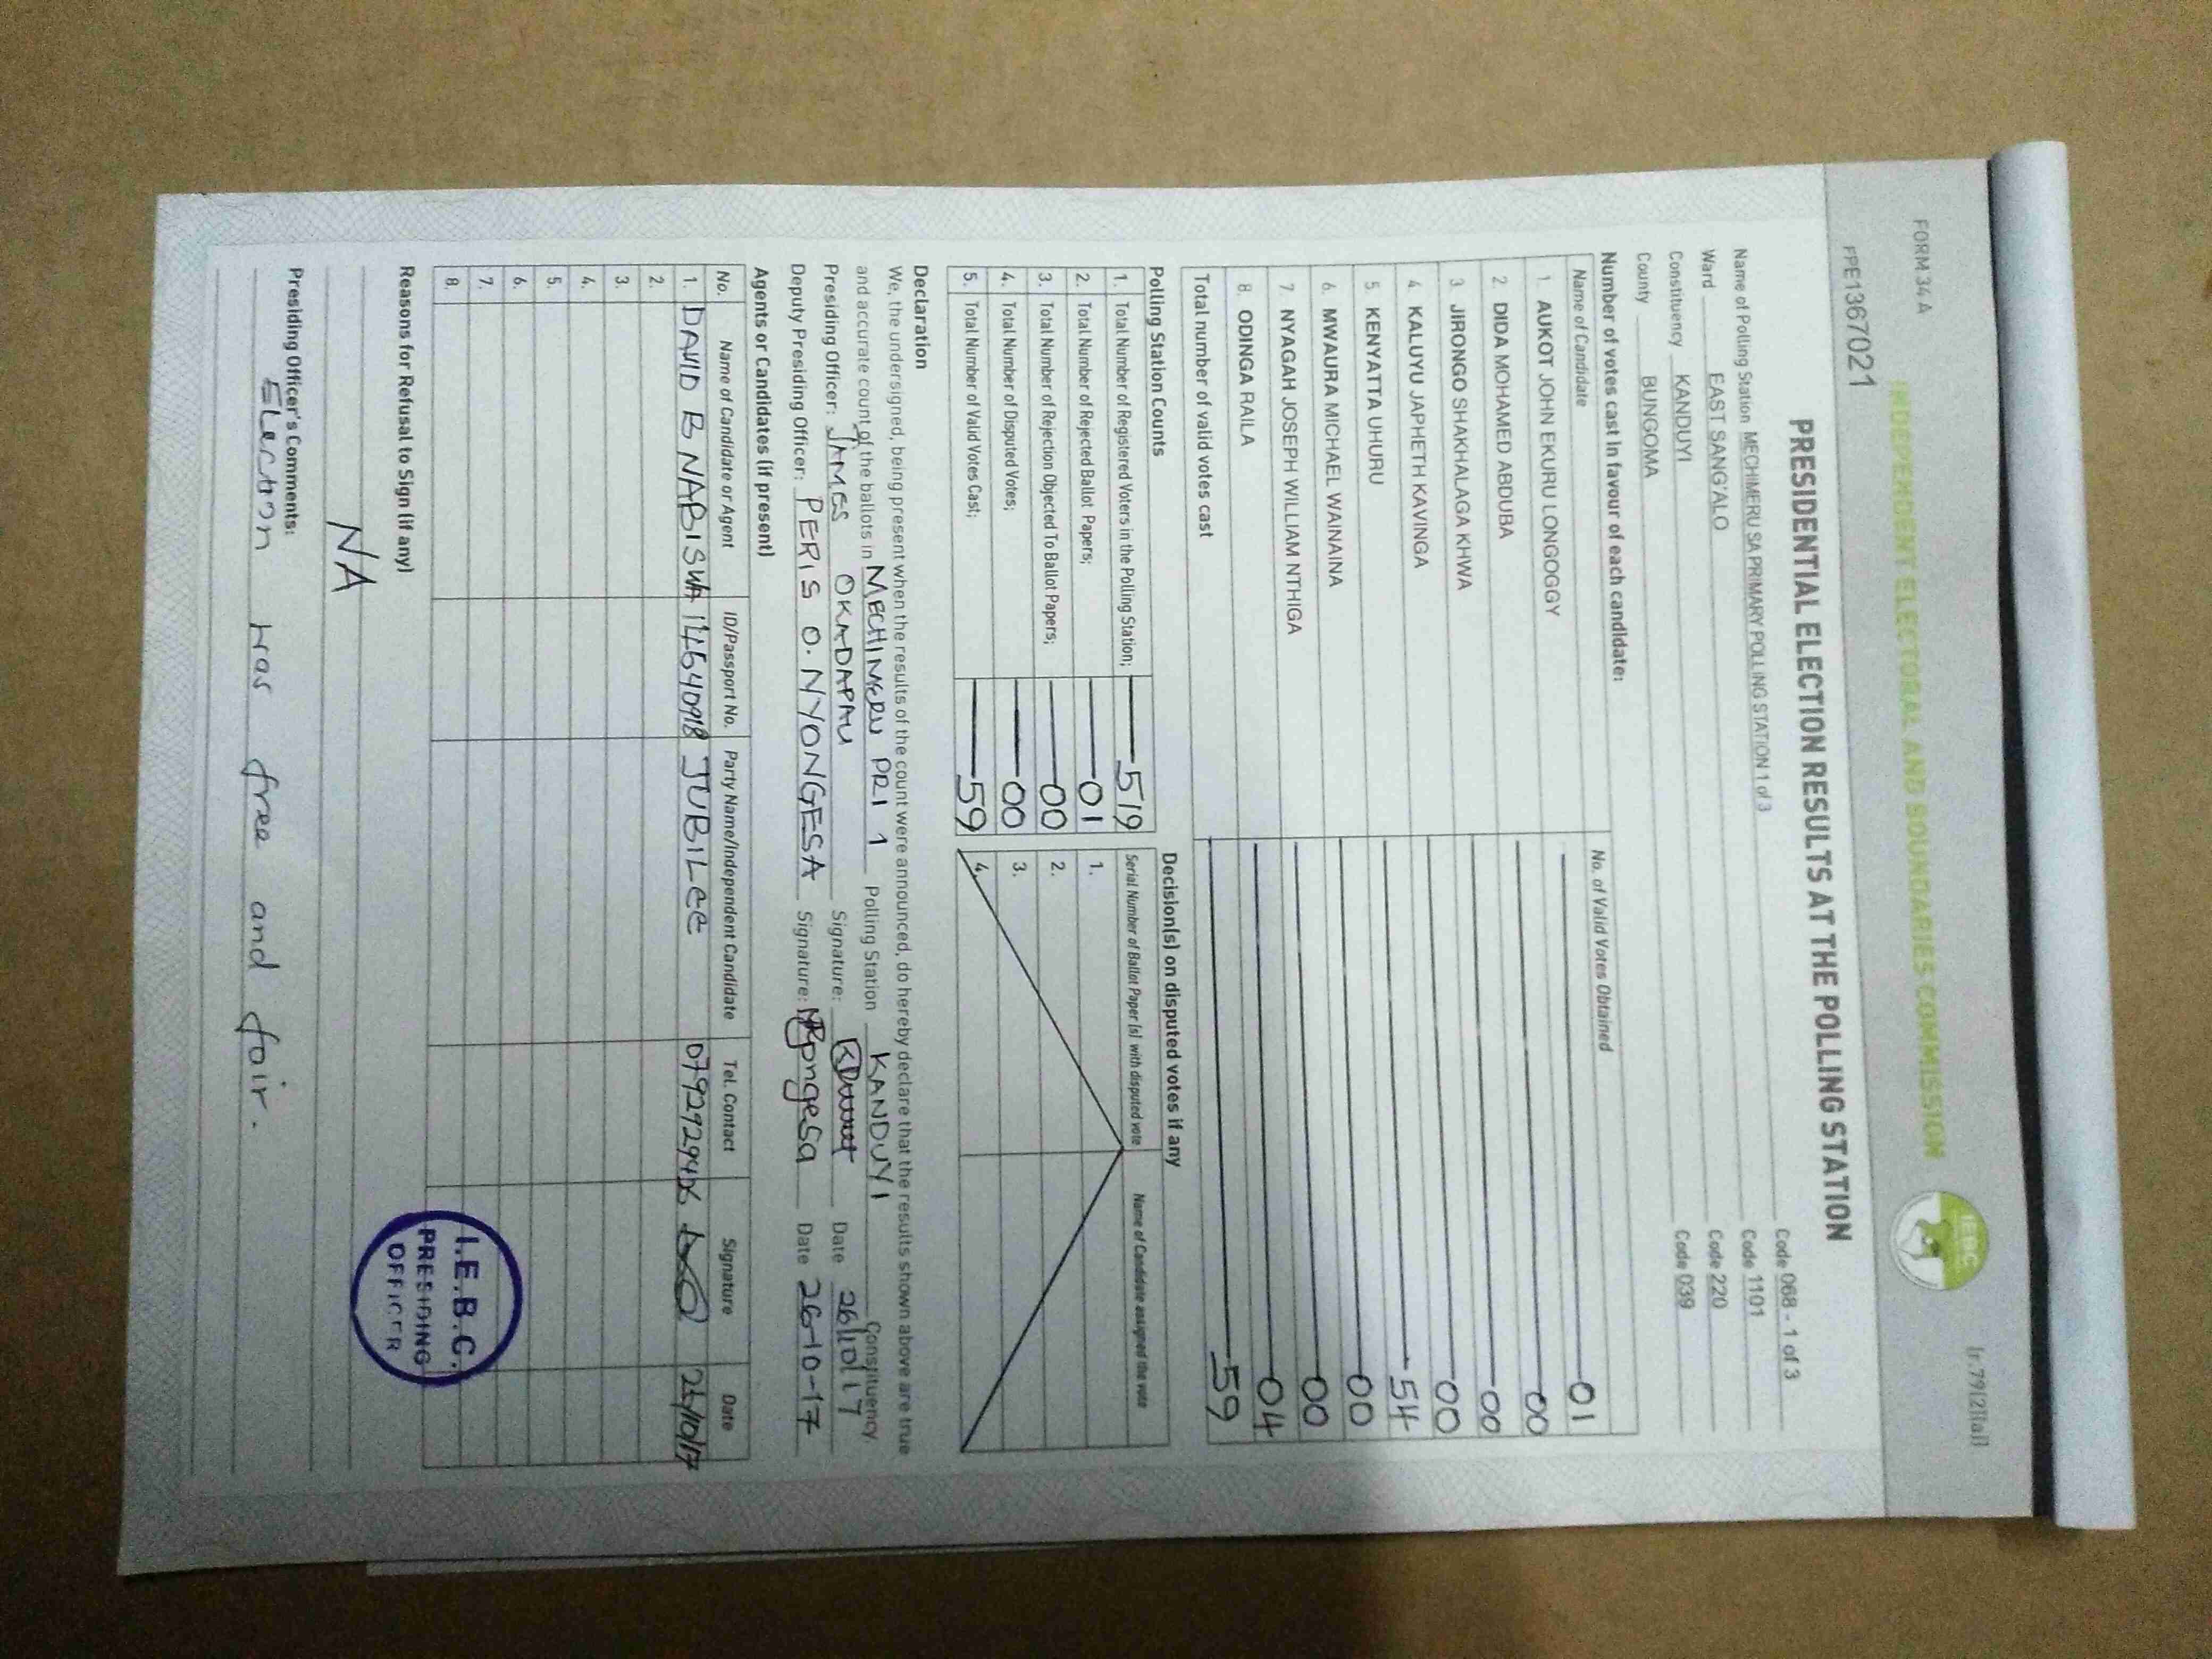 FORM 34 A
[r.79(2)(a)]
INDEPENDENT ELECTORAL AND BOUNDARIES COMMISSION
IEBC
FPE1367021
PRESIDENTIAL ELECTION RESULTS AT THE POLLING STATION
Name of Polling Station MECHIMERU SA PRIMARY POLLING STATION 1 of 3 Code 068 - 1 of 3
Ward EAST SANG'ALO Code 1101
Constituency KANDUYI Code 220
County BUNGOMA Code 039
Number of votes cast in favour of each candidate:
Name of Candidate No. of Valid Votes Obtained
1. AUKOT JOHN EKURU LONGOGGY 01
2 DIDA MOHAMED ABDUBA 00
3 JIRONGO SHAKHALAGA KHWA 00
4 KALUYU JAPHETH KAVINGA 00
5 KENYATTA UHURU 54
6. MWAURA MICHAEL WAINAINA 00
7. NYAGAH JOSEPH WILLIAM NTHIGA 00
8. ODINGA RAILA 04
Total number of valid votes cast 59
Polling Station Counts
1. Total Number of Registered Voters in the Polling Station; 519
2. Total Number of Rejected Ballot Papers; 01
3. Total Number of Rejection Objected To Ballot Papers; 00
4. Total Number of Disputed Votes; 00
5. Total Number of Valid Votes Cast; 59
Decision(s) on disputed votes if any
Serial Number of Ballot Paper (s) with disputed vote Name of Candidate assigned the vote
1.
2.
3.
4.
Declaration
We, the undersigned, being present when the results of the count were announced, do hereby declare that the results shown above are true
and accurate count of the ballots in MECHIMERU PRI 1 Polling Station KANDUYI Constituency.
Presiding Officer: JAMES OKADAPAU Signature: Date 26/10/17
Deputy Presiding Officer: PERIS O. NYONGESA Signature: Date 26-10-17
Agents or Candidates (if present)
No. Name of Candidate or Agent ID/Passport No. Party Name/Independent Candidate Tel. Contact Signature Date
1. DAVID B NABISWA 14640918 JUBILEE 26/10/17
2.
3.
4.
5.
6.
7.
8.
I.E.B.C.
PRESIDING
OFFICER
Reasons for Refusal to Sign (if any)
NA
Presiding Officer's Comments:
Election was free and fair.